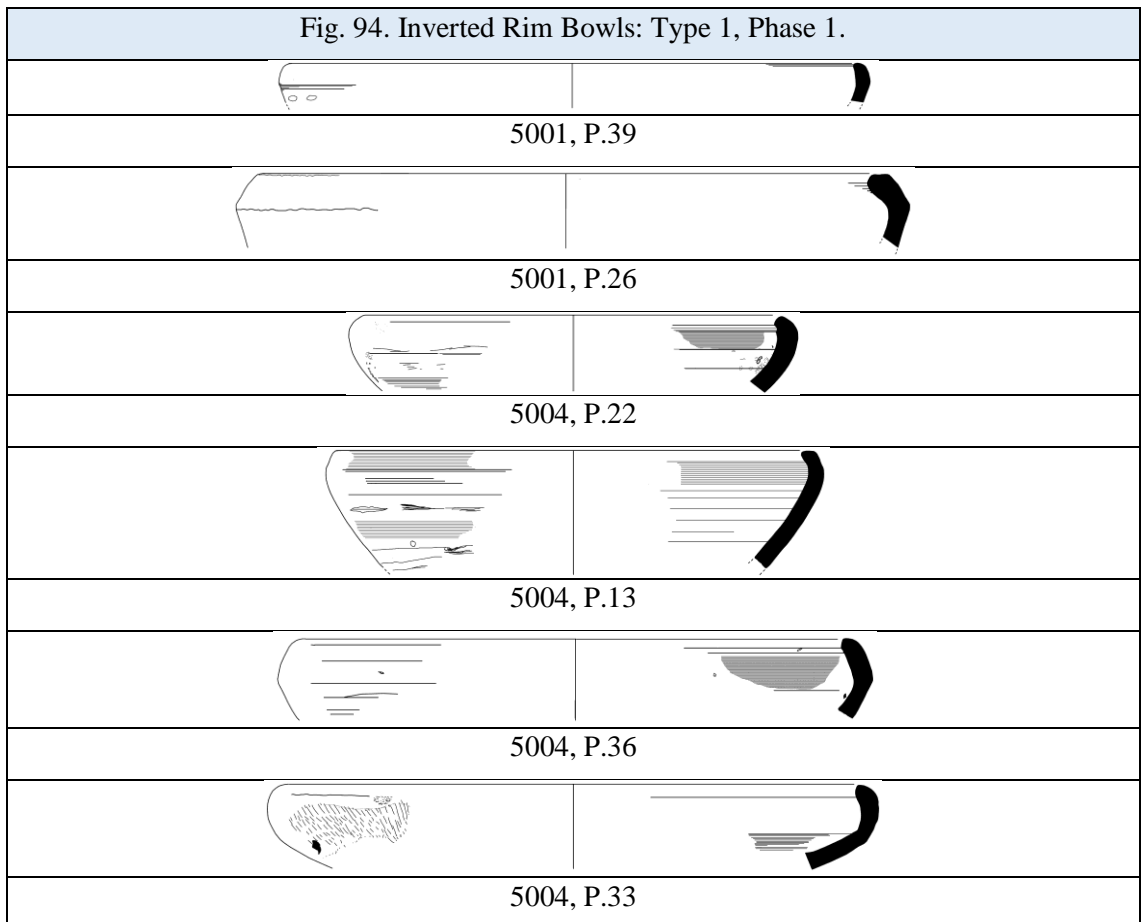 Fig. 94. Inverted Rim Bowls: Type 1, Phase 1.
5001, P.39
5001, P.26
5004, P.22
5004, P.13
5004, P.36
5004, P.33